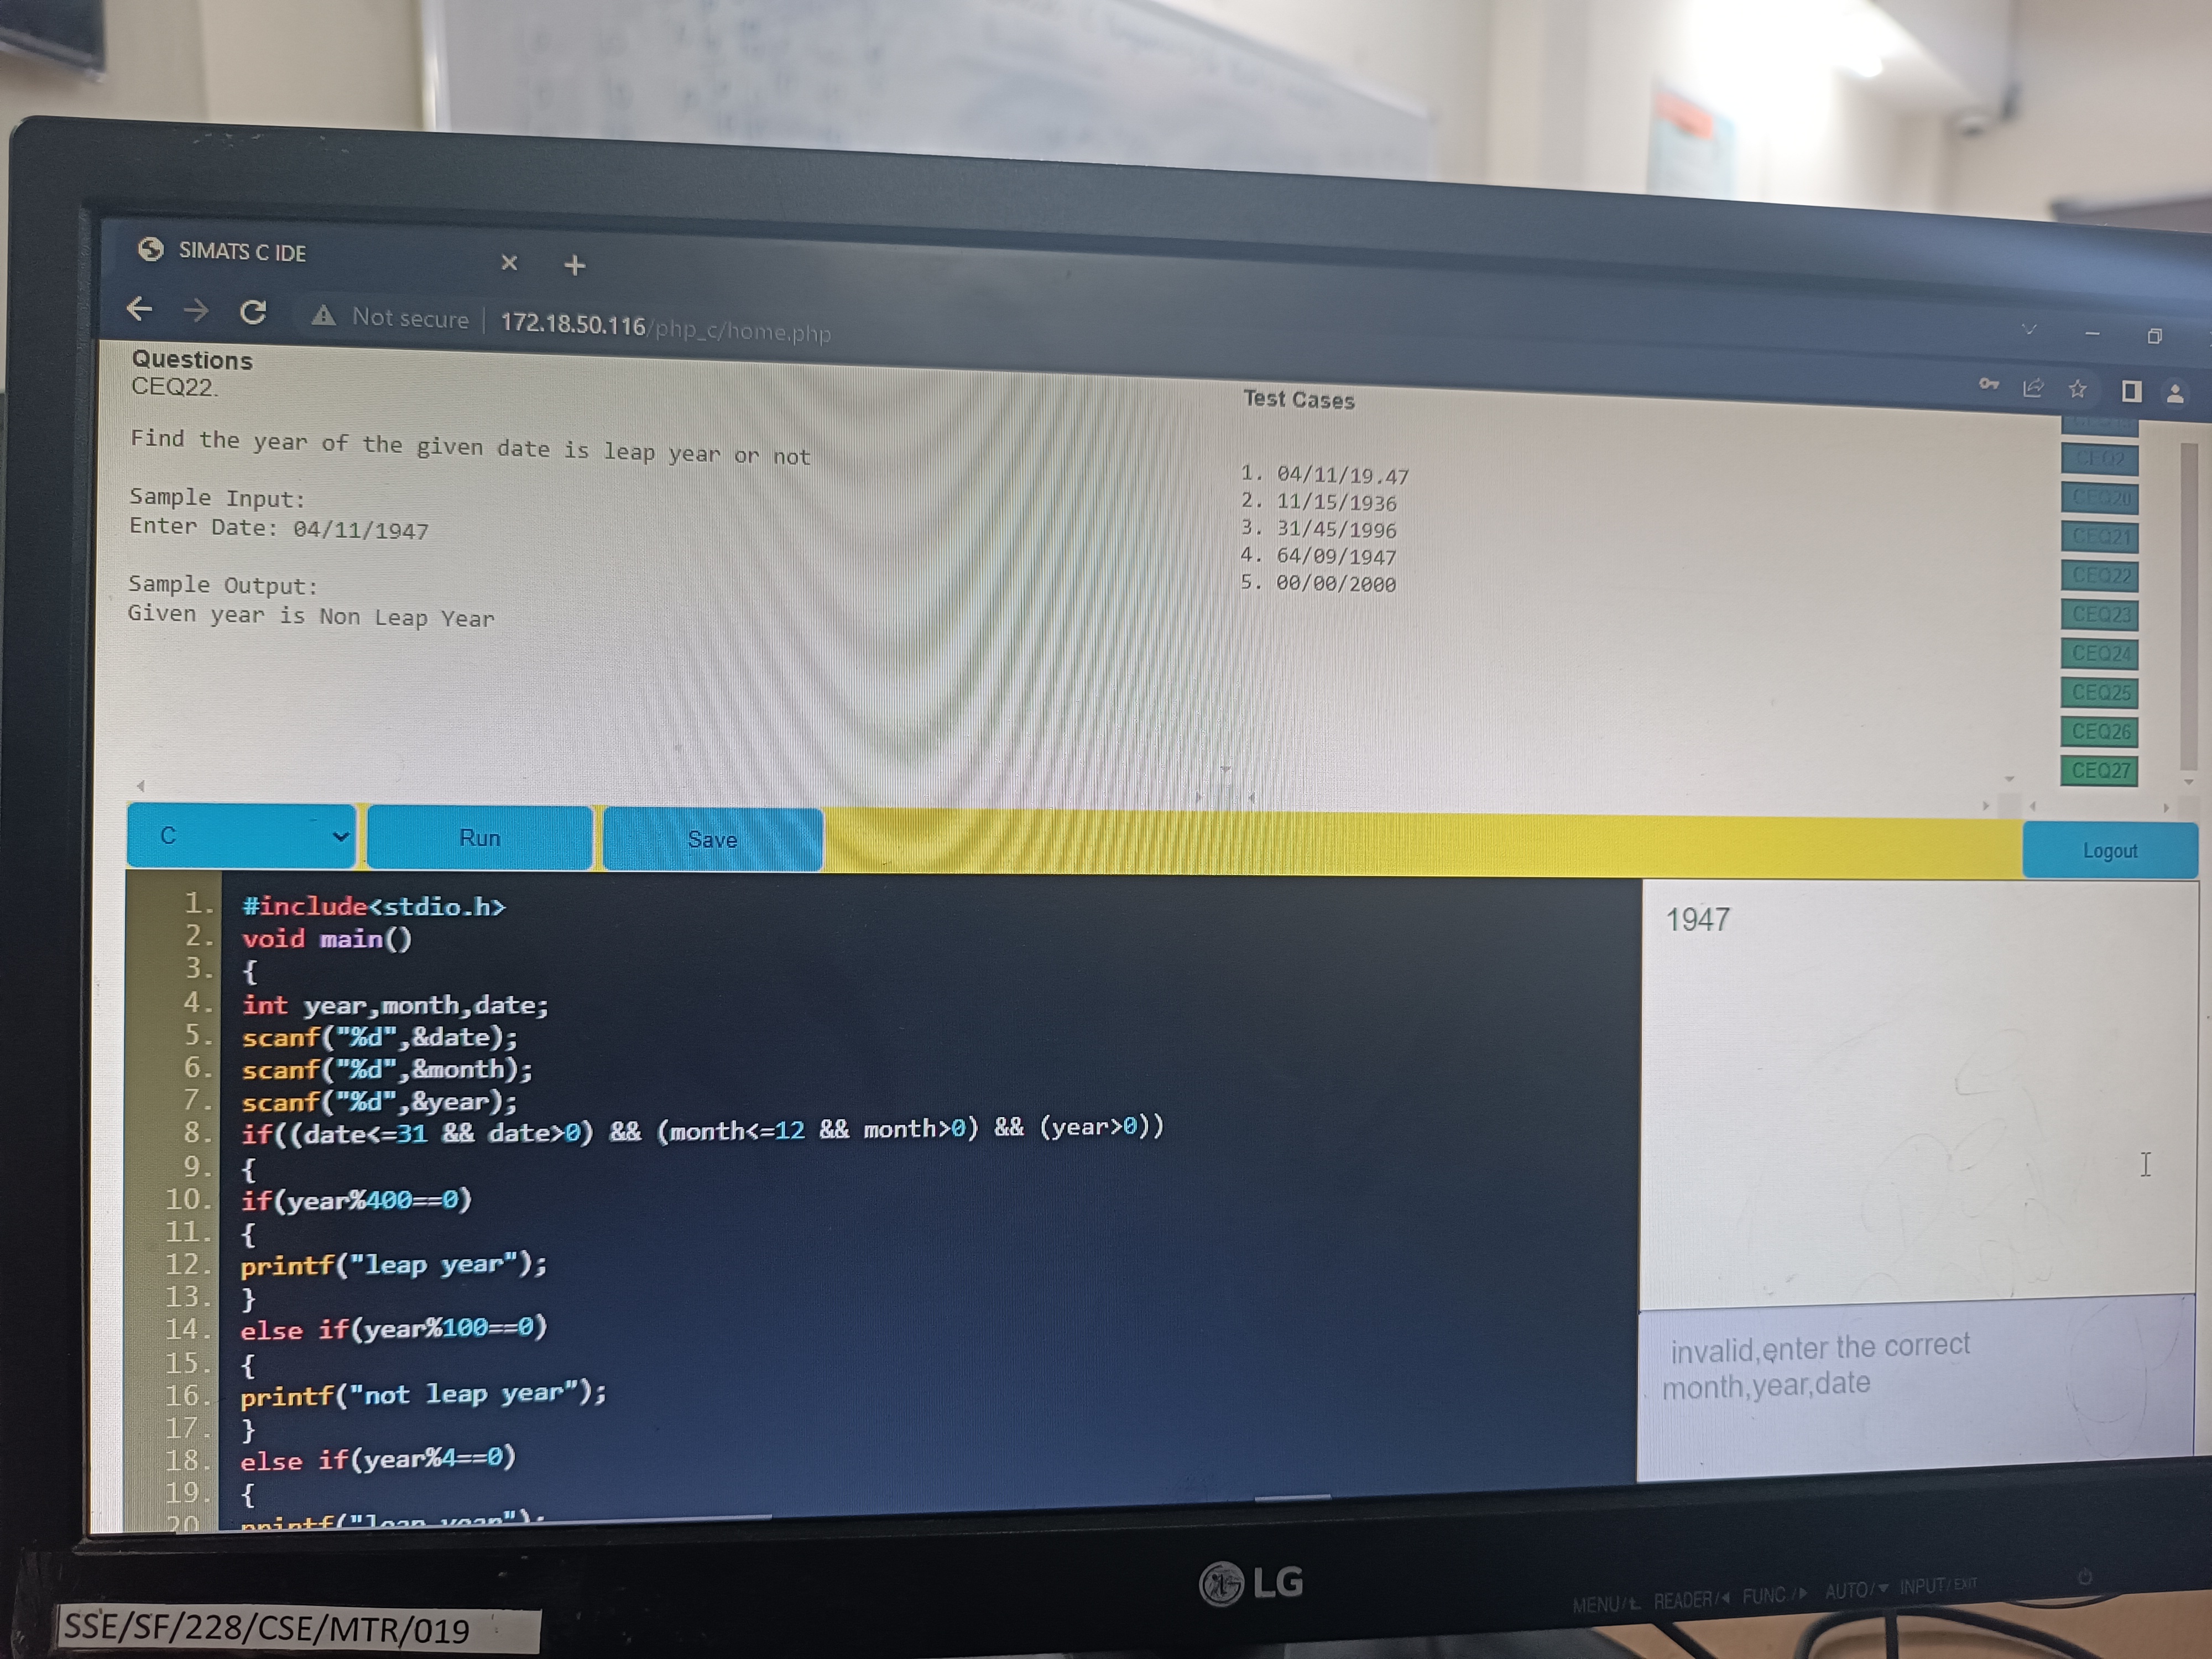 SIMATS C IDE
Not secure | 172.18.50.116/php_c/home.php
Questions
CEQ22.
Find the year of the given date is leap year or not
Sample Input:
Enter Date: 04/11/1947
Sample Output:
Given year is Non Leap Year
Test Cases
1. 04/11/19.47
2. 11/15/1936
3. 31/45/1996
4. 64/09/1947
5. 00/00/2000
CEQ2
CEQ20
CEQ21
CEQ22
CEQ23
CEQ24
CEQ25
CEQ26
CEQ27
C
Run
Save
Logout
1. #include<stdio.h>
2. void main()
3. {
4. int year,month,date;
5. scanf("%d",&date);
6. scanf("%d",&month);
7. scanf("%d",&year);
8. if((date<=31 && date>0) && (month<=12 && month>0) && (year>0))
9. {
10. if(year%400==0)
11. {
12. printf("leap year");
13. }
14. else if(year%100==0)
15. {
16. printf("not leap year");
17. }
18. else if(year%4==0)
19. {
20 printf("leap year");
1947
invalid,enter the correct
month,year,date
LG
MENU/ READER/ FUNC / AUTO/ INPUT/EXIT
SSE/SF/228/CSE/MTR/019